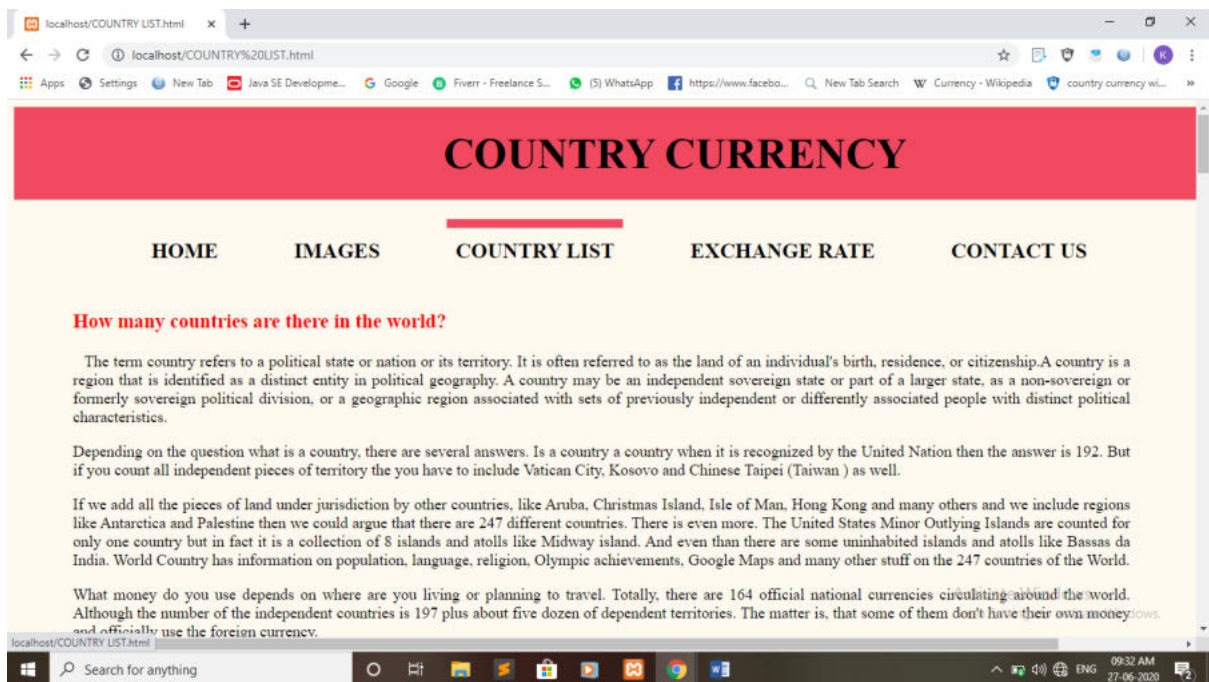 localhost/COUNTRY LIST.html
localhost/COUNTRY%20LIST.html
K
Apps Settings New Tab Java SE Developme... Google Fiverr - Freelance S... (5) WhatsApp https://www.facebo... New Tab Search Currency - Wikipedia country currency wi... »
COUNTRY CURRENCY
HOME IMAGES COUNTRY LIST EXCHANGE RATE CONTACT US
How many countries are there in the world?
The term country refers to a political state or nation or its territory. It is often referred to as the land of an individual's birth, residence, or citizenship.A country is a
region that is identified as a distinct entity in political geography. A country may be an independent sovereign state or part of a larger state, as a non-sovereign or
formerly sovereign political division, or a geographic region associated with sets of previously independent or differently associated people with distinct political
characteristics.
Depending on the question what is a country, there are several answers. Is a country a country when it is recognized by the United Nation then the answer is 192. But
if you count all independent pieces of territory the you have to include Vatican City, Kosovo and Chinese Taipei (Taiwan ) as well.
If we add all the pieces of land under jurisdiction by other countries, like Aruba, Christmas Island, Isle of Man, Hong Kong and many others and we include regions
like Antarctica and Palestine then we could argue that there are 247 different countries. There is even more. The United States Minor Outlying Islands are counted for
only one country but in fact it is a collection of 8 islands and atolls like Midway island. And even than there are some uninhabited islands and atolls like Bassas da
India. World Country has information on population, language, religion, Olympic achievements, Google Maps and many other stuff on the 247 countries of the World.
What money do you use depends on where are you living or planning to travel. Totally, there are 164 official national currencies circulating around the world.
Although the number of the independent countries is 197 plus about five dozen of dependent territories. The matter is, that some of them don't have their own money
and officially use the foreign currency.
localhost/COUNTRY LIST.html
Search for anything
ENG
09:32 AM
27-06-2020
2